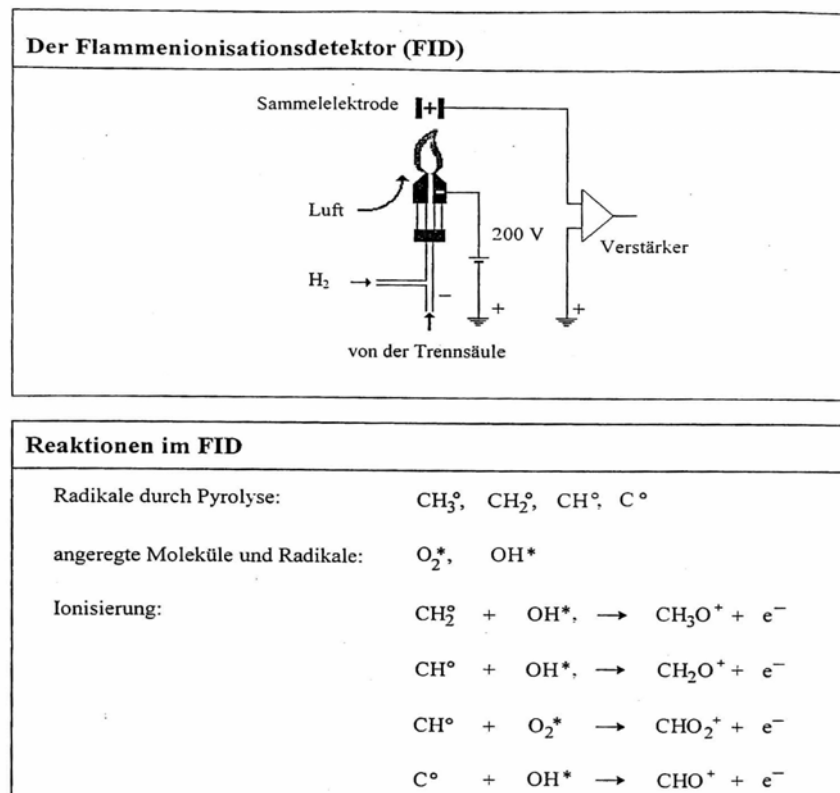 Der Flammenionisationsdetektor (FID)
Sammelelektrode
+
Luft
−
200 V
Verstärker
H₂
−
+
+
von der Trennsäule
Reaktionen im FID
Radikale durch Pyrolyse: CH₃°, CH₂°, CH°, C°
angeregte Moleküle und Radikale: O₂*, OH*
Ionisierung: CH₂° + OH*, → CH₃O⁺ + e⁻
CH° + OH*, → CH₂O⁺ + e⁻
CH° + O₂* → CHO₂⁺ + e⁻
C° + OH* → CHO⁺ + e⁻